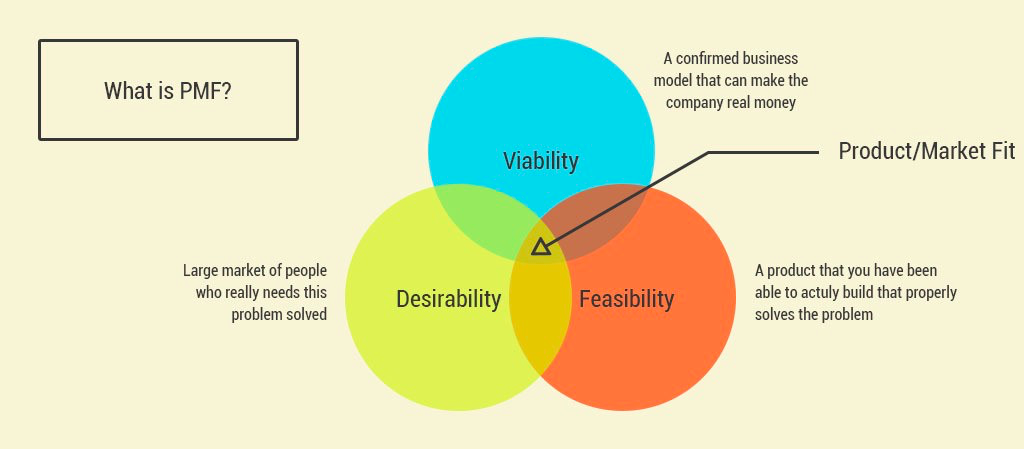 What is PMF?
A confirmed business
model that can make the
company real money
Viability
Product/Market Fit
Large market of people
who really needs this
problem solved
Desirability
Feasibility
A product that you have been
able to actuly build that properly
solves the problem